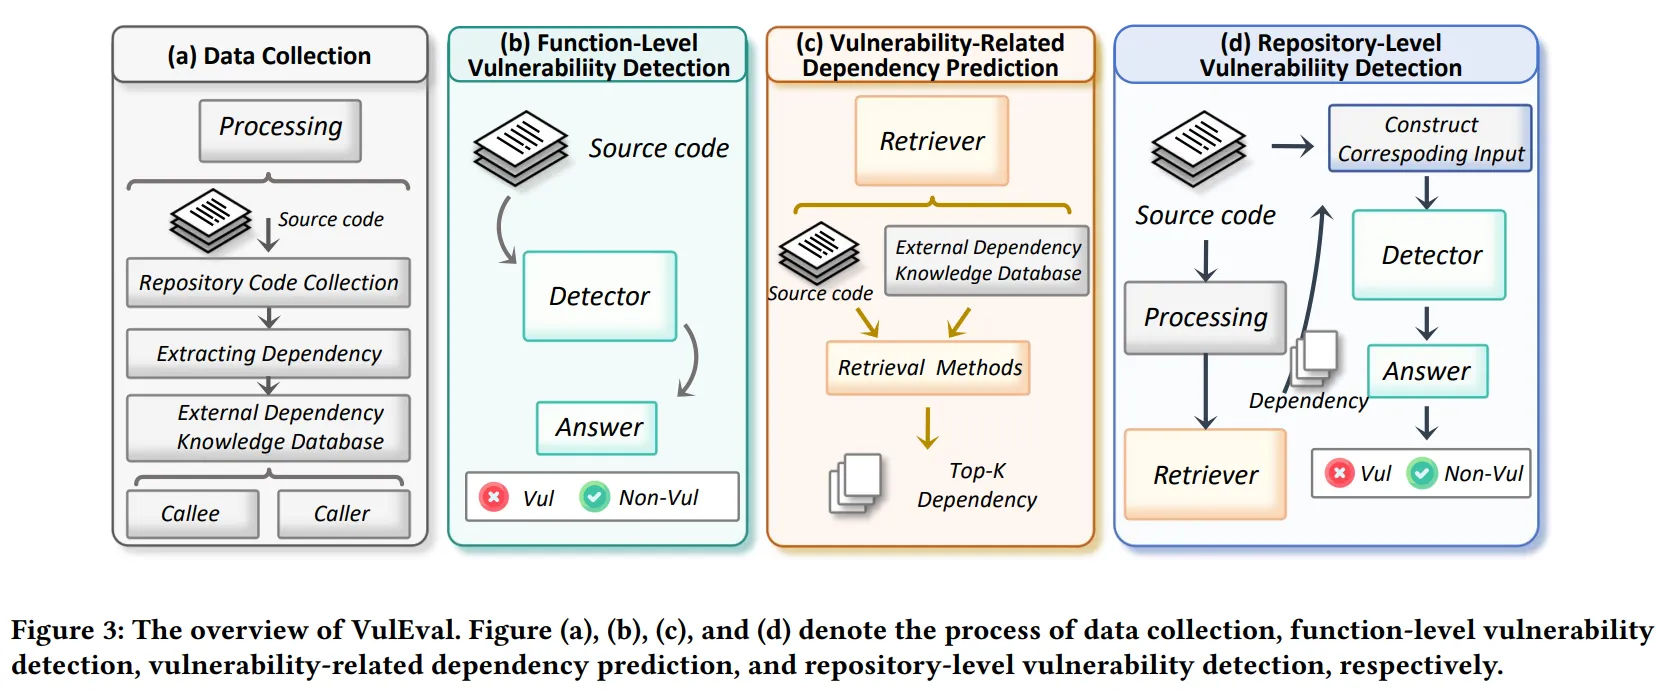 (a) Data Collection
Processing
Source code
Repository Code Collection
Extracting Dependency
External Dependency
Knowledge Database
Callee
Caller
(b) Function-Level
Vulnerabiliity Detection
Source code
Detector
Answer
Vul
Non-Vul
(c) Vulnerability-Related
Dependency Prediction
Retriever
Source code
External Dependency
Knowledge Database
Retrieval Methods
Top-K
Dependency
(d) Repository-Level
Vulnerabiliity Detection
Source code
Construct
Correspoding Input
Processing
Dependency
Retriever
Detector
Answer
Vul
Non-Vul
Figure 3: The overview of VulEval. Figure (a), (b), (c), and (d) denote the process of data collection, function-level vulnerability
detection, vulnerability-related dependency prediction, and repository-level vulnerability detection, respectively.